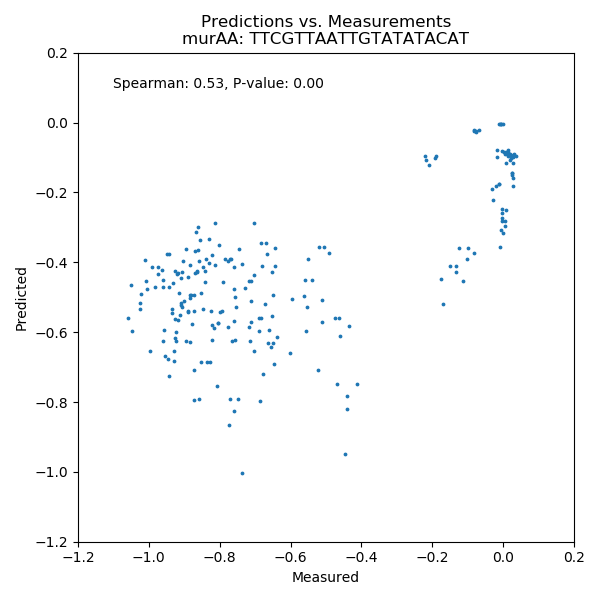 Predictions vs. Measurements
murAA: TTCGTTAATTGTATATACAT
Spearman: 0.53, P-value: 0.00
0.2
0.0
−0.2
−0.4
−0.6
−0.8
−1.0
−1.2
Predicted
−1.2 −1.0 −0.8 −0.6 −0.4 −0.2 0.0 0.2
Measured